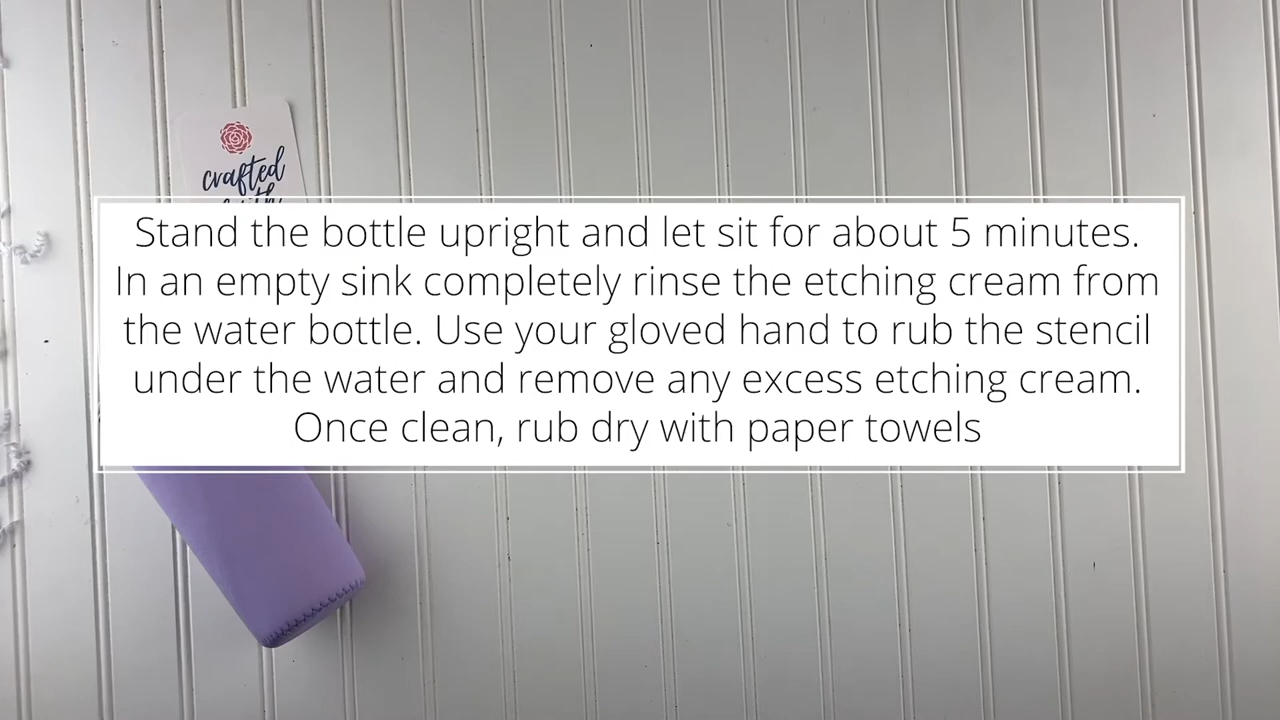 crafted
Stand the bottle upright and let sit for about 5 minutes.
In an empty sink completely rinse the etching cream from
the water bottle. Use your gloved hand to rub the stencil
under the water and remove any excess etching cream.
Once clean, rub dry with paper towels